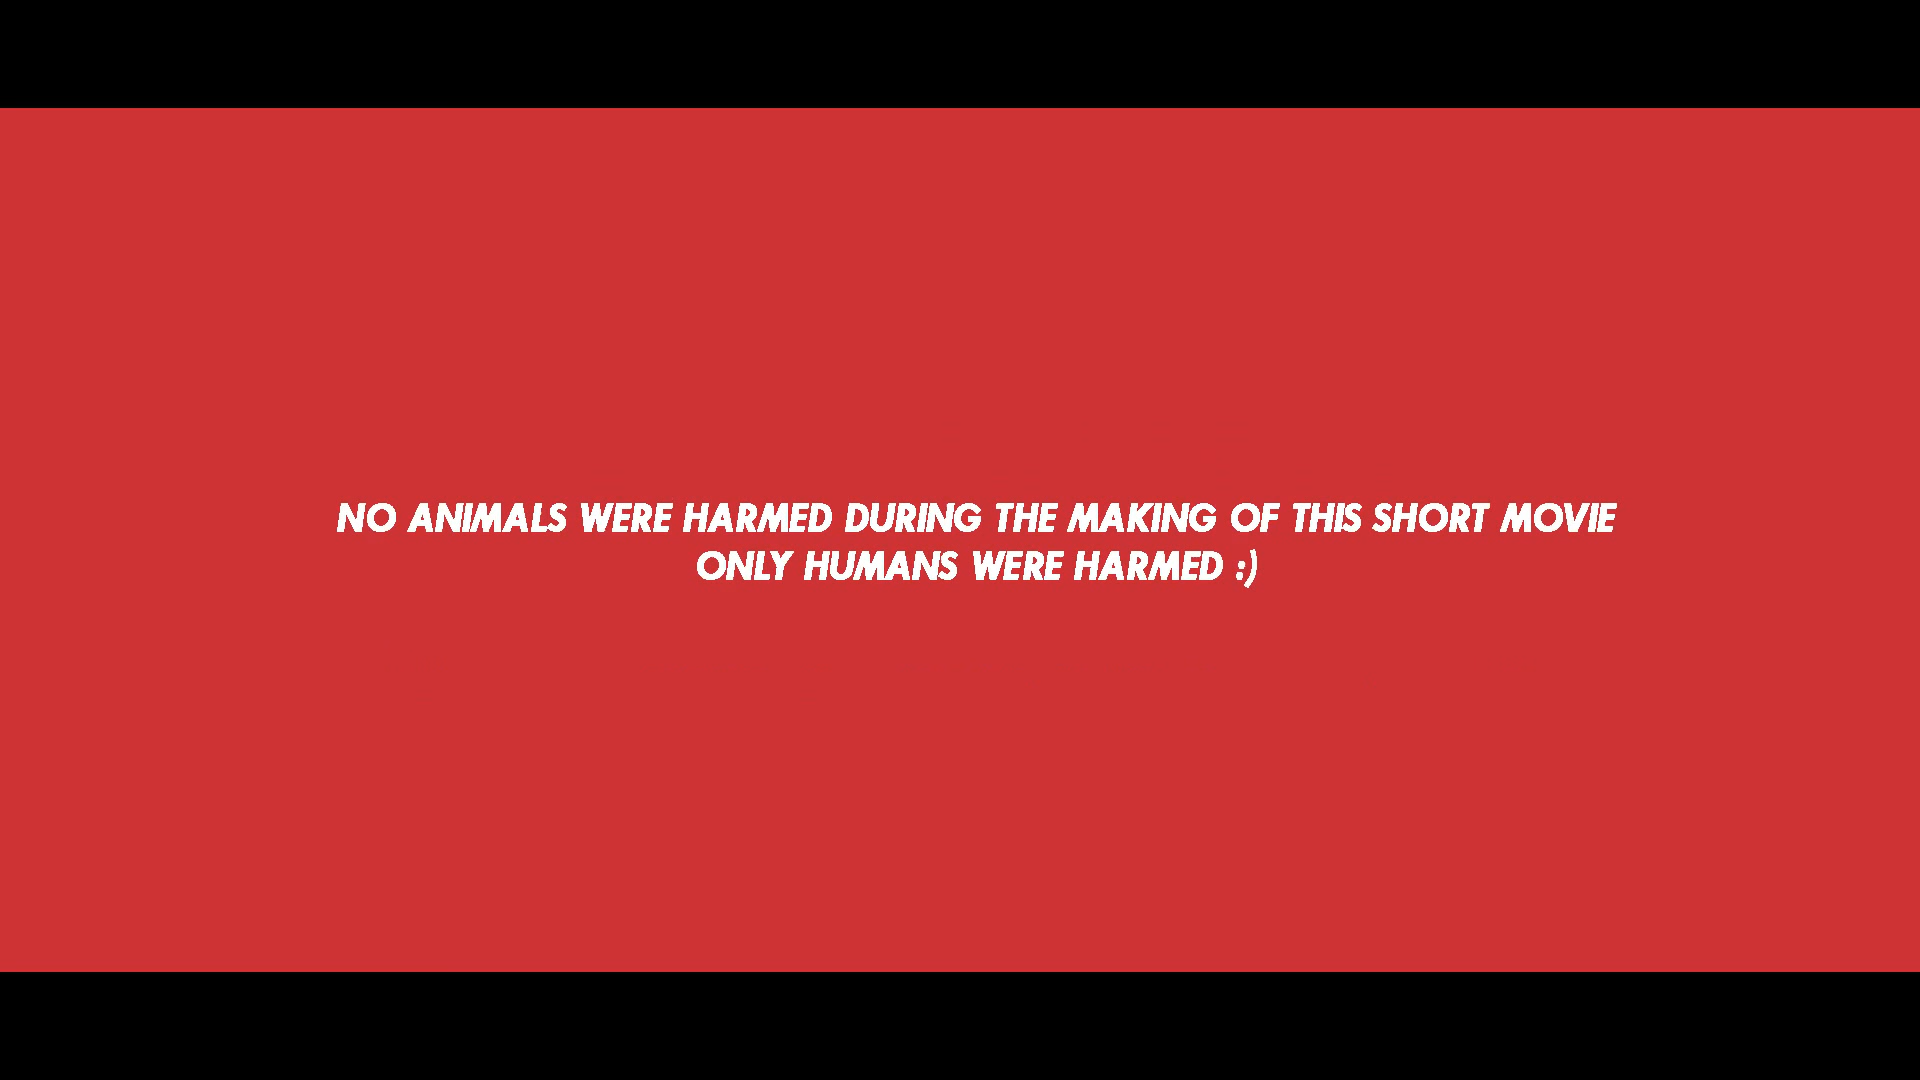 NO ANIMALS WERE HARMED DURING THE MAKING OF THIS SHORT MOVIE
ONLY HUMANS WERE HARMED :)